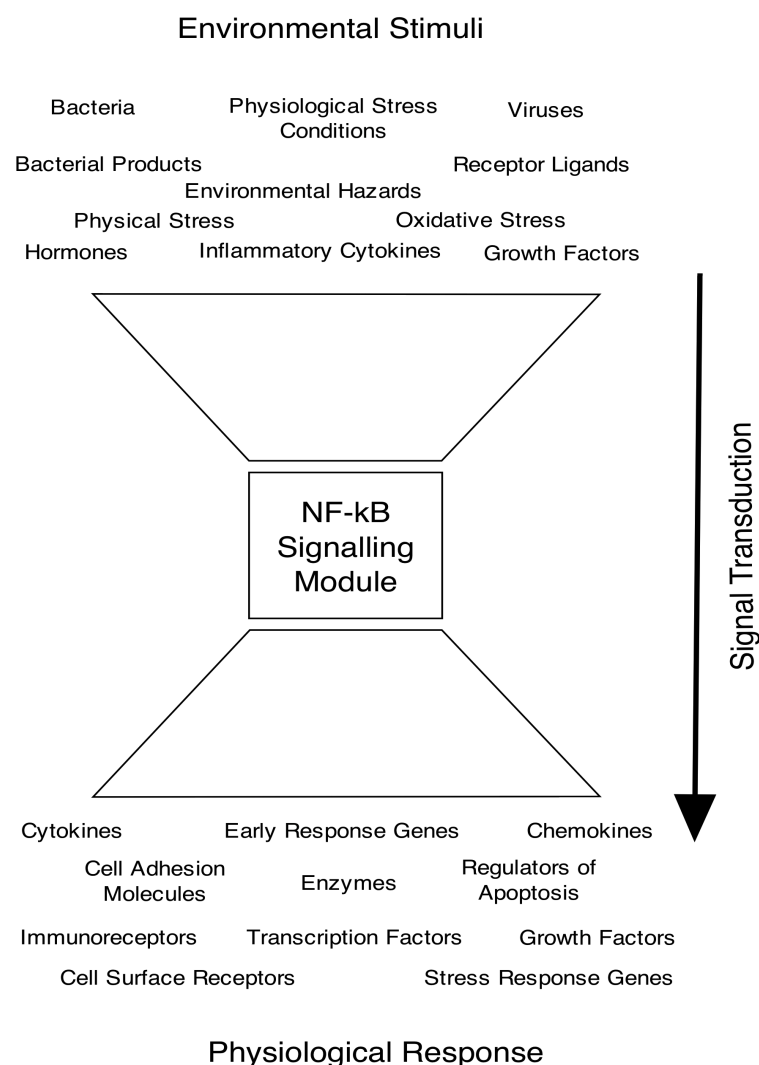 Environmental Stimuli
Bacteria
Physiological Stress
Conditions
Viruses
Bacterial Products
Receptor Ligands
Environmental Hazards
Physical Stress
Oxidative Stress
Hormones
Inflammatory Cytokines
Growth Factors
NF-kB
Signalling
Module
Signal Transduction
Cytokines
Early Response Genes
Chemokines
Cell Adhesion
Molecules
Enzymes
Regulators of
Apoptosis
Immunoreceptors
Transcription Factors
Growth Factors
Cell Surface Receptors
Stress Response Genes
Physiological Response